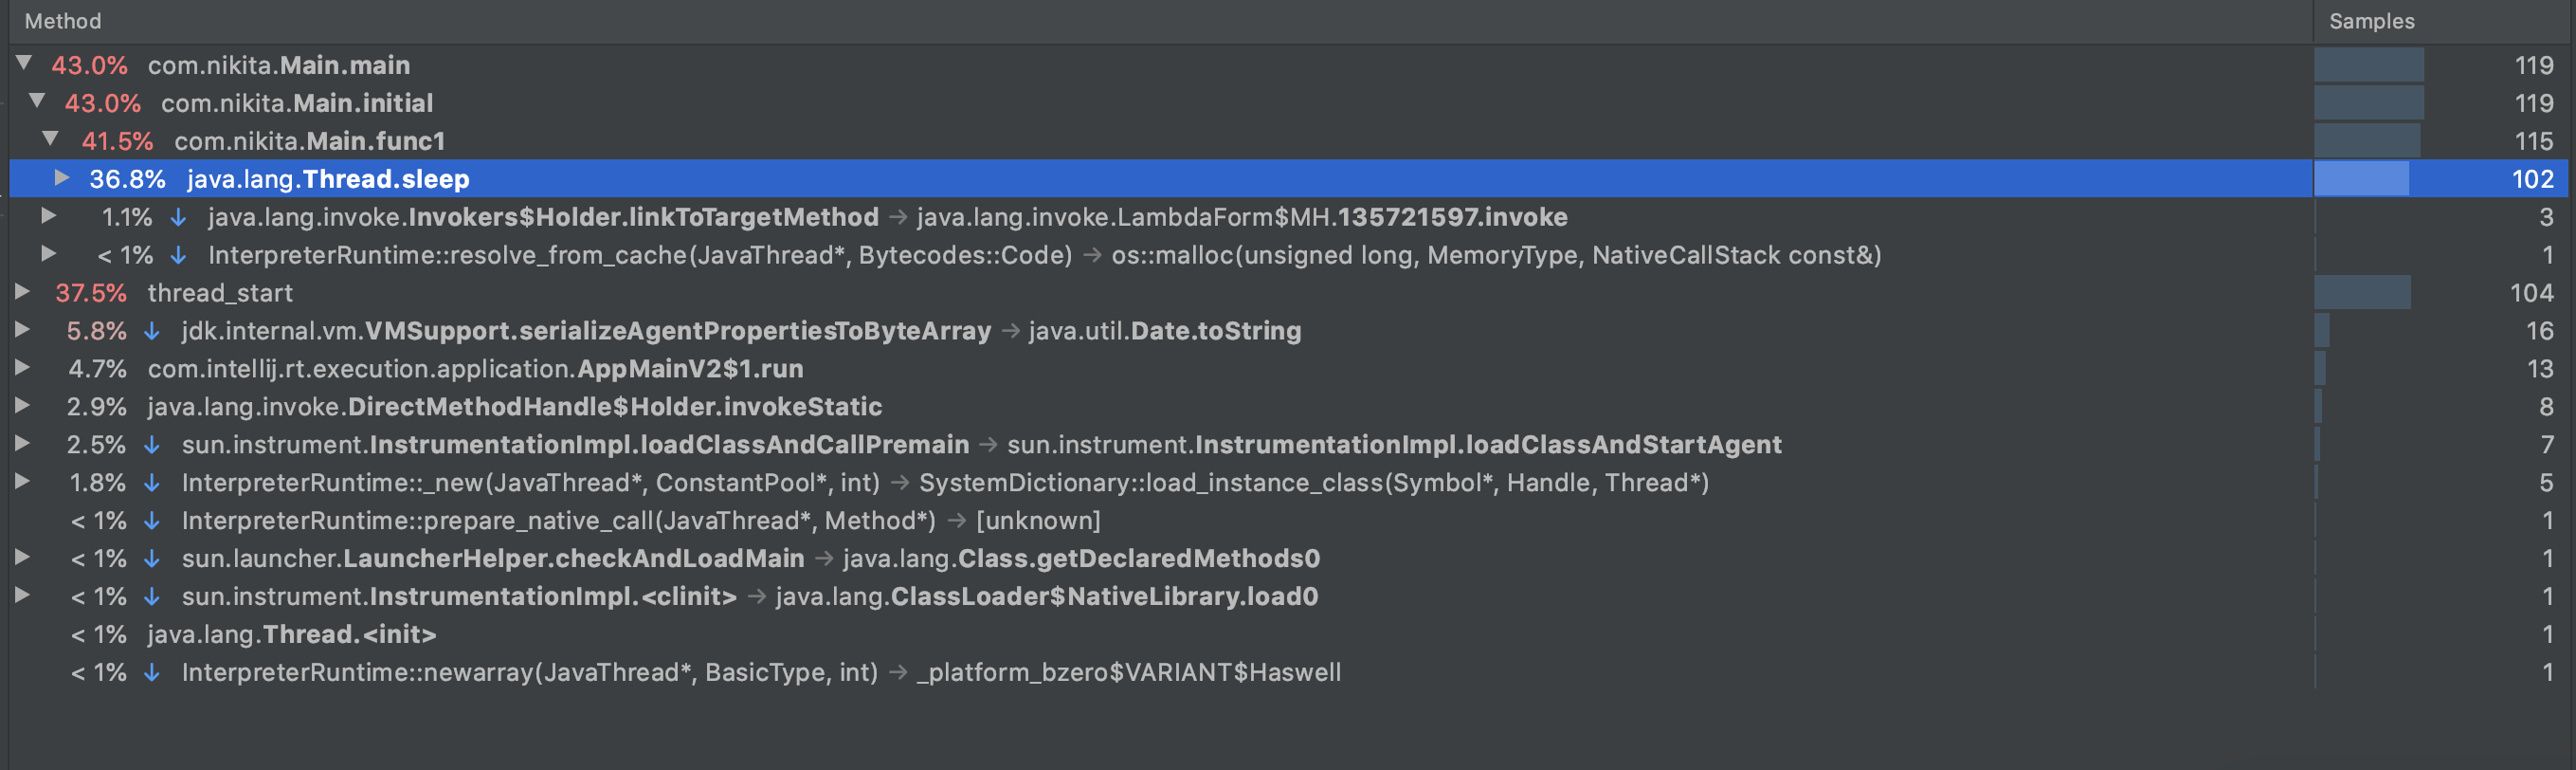 Method Samples
43.0% com.nikita.Main.main 119
43.0% com.nikita.Main.initial 119
41.5% com.nikita.Main.func1 115
36.8% java.lang.Thread.sleep 102
1.1% ↓ java.lang.invoke.Invokers$Holder.linkToTargetMethod → java.lang.invoke.LambdaForm$MH.135721597.invoke 3
< 1% ↓ InterpreterRuntime::resolve_from_cache(JavaThread*, Bytecodes::Code) → os::malloc(unsigned long, MemoryType, NativeCallStack const&) 1
37.5% thread_start 104
5.8% ↓ jdk.internal.vm.VMSupport.serializeAgentPropertiesToByteArray → java.util.Date.toString 16
4.7% com.intellij.rt.execution.application.AppMainV2$1.run 13
2.9% java.lang.invoke.DirectMethodHandle$Holder.invokeStatic 8
2.5% ↓ sun.instrument.InstrumentationImpl.loadClassAndCallPremain → sun.instrument.InstrumentationImpl.loadClassAndStartAgent 7
1.8% ↓ InterpreterRuntime::_new(JavaThread*, ConstantPool*, int) → SystemDictionary::load_instance_class(Symbol*, Handle, Thread*) 5
< 1% ↓ InterpreterRuntime::prepare_native_call(JavaThread*, Method*) → [unknown] 1
< 1% ↓ sun.launcher.LauncherHelper.checkAndLoadMain → java.lang.Class.getDeclaredMethods0 1
< 1% ↓ sun.instrument.InstrumentationImpl.<clinit> → java.lang.ClassLoader$NativeLibrary.load0 1
< 1% java.lang.Thread.<init> 1
< 1% ↓ InterpreterRuntime::newarray(JavaThread*, BasicType, int) → _platform_bzero$VARIANT$Haswell 1